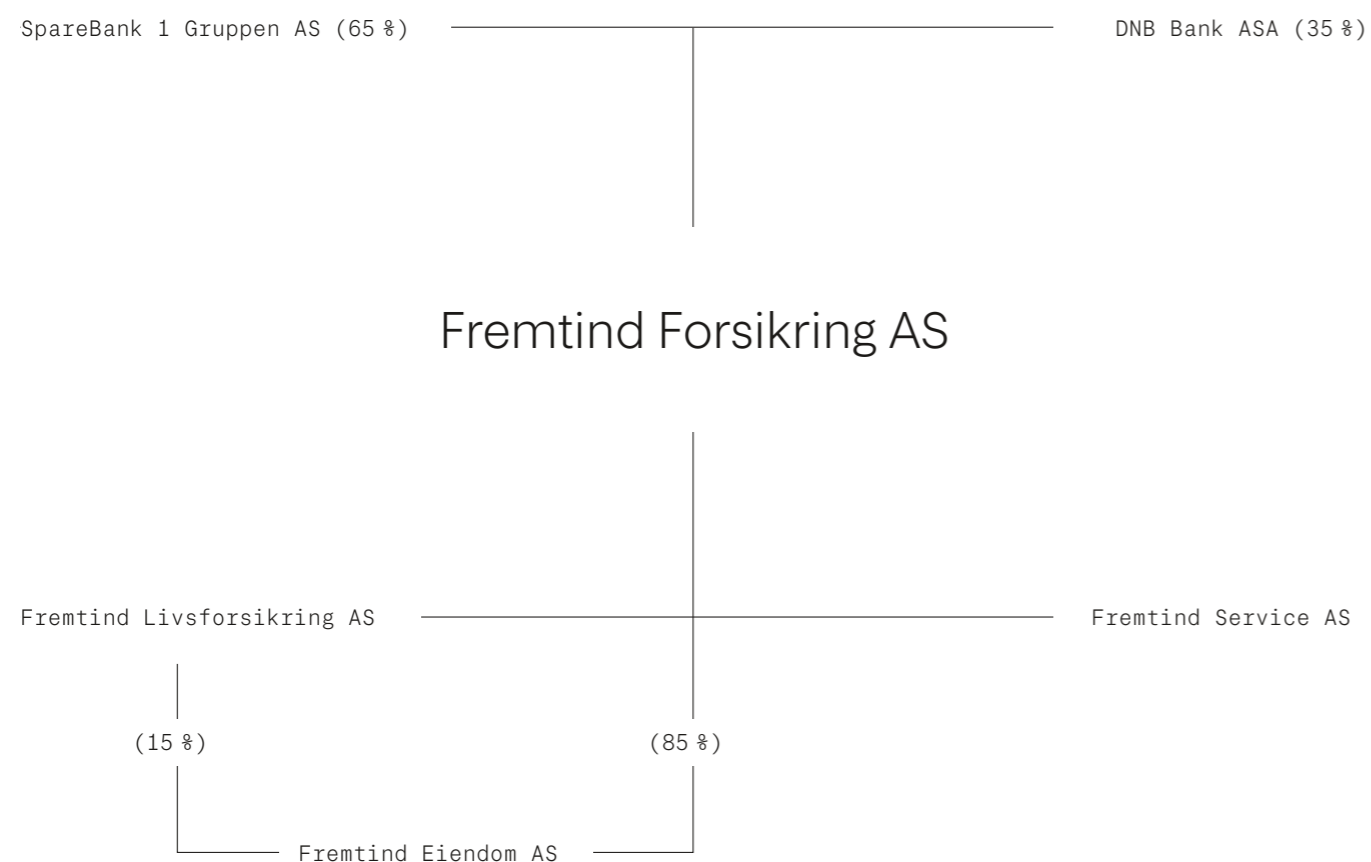 SpareBank 1 Gruppen AS (65 %)
DNB Bank ASA (35 %)
Fremtind Forsikring AS
Fremtind Livsforsikring AS
Fremtind Service AS
(15 %)
(85 %)
Fremtind Eiendom AS